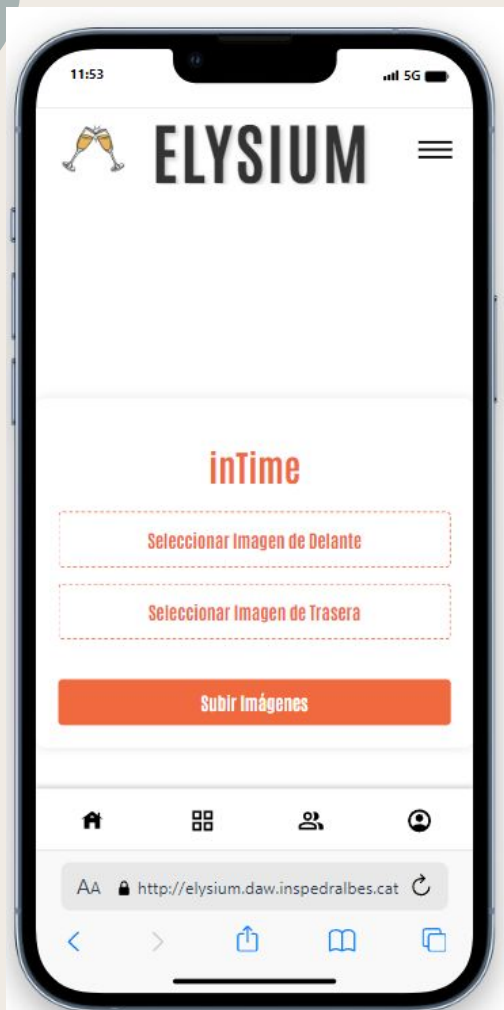 11:53
5G
ELYSIUM
inTime
Seleccionar Imagen de Delante
Seleccionar Imagen de Trasera
Subir Imágenes
AA http://elysium.daw.inspedralbes.cat